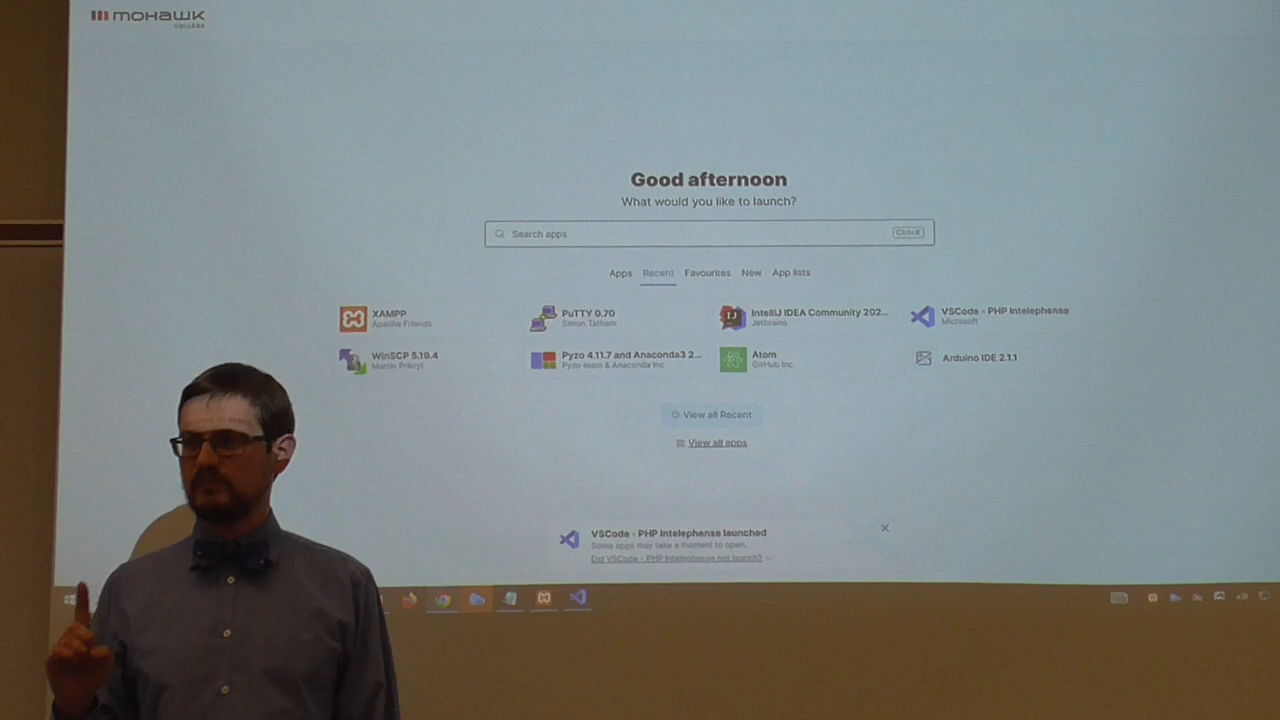 mohawk
COLLEGE
Good afternoon
What would you like to launch?
Search apps
Ctrl+K
Apps Recent Favourites New App lists
XAMPP
Apache Friends
PuTTY 0.70
Simon Tatham
IntelliJ IDEA Community 202...
Jetbrains
VSCode - PHP Intelephense
Microsoft
WinSCP 5.19.4
Martin Prikryl
Pyzo 4.11.7 and Anaconda3 2...
Pyzo team & Anaconda Inc
Atom
GitHub Inc.
Arduino IDE 2.1.1
View all Recent
View all apps
VSCode - PHP Intelephense launched
Some apps may take a moment to open.
Did VSCode - PHP Intelephense not launch?